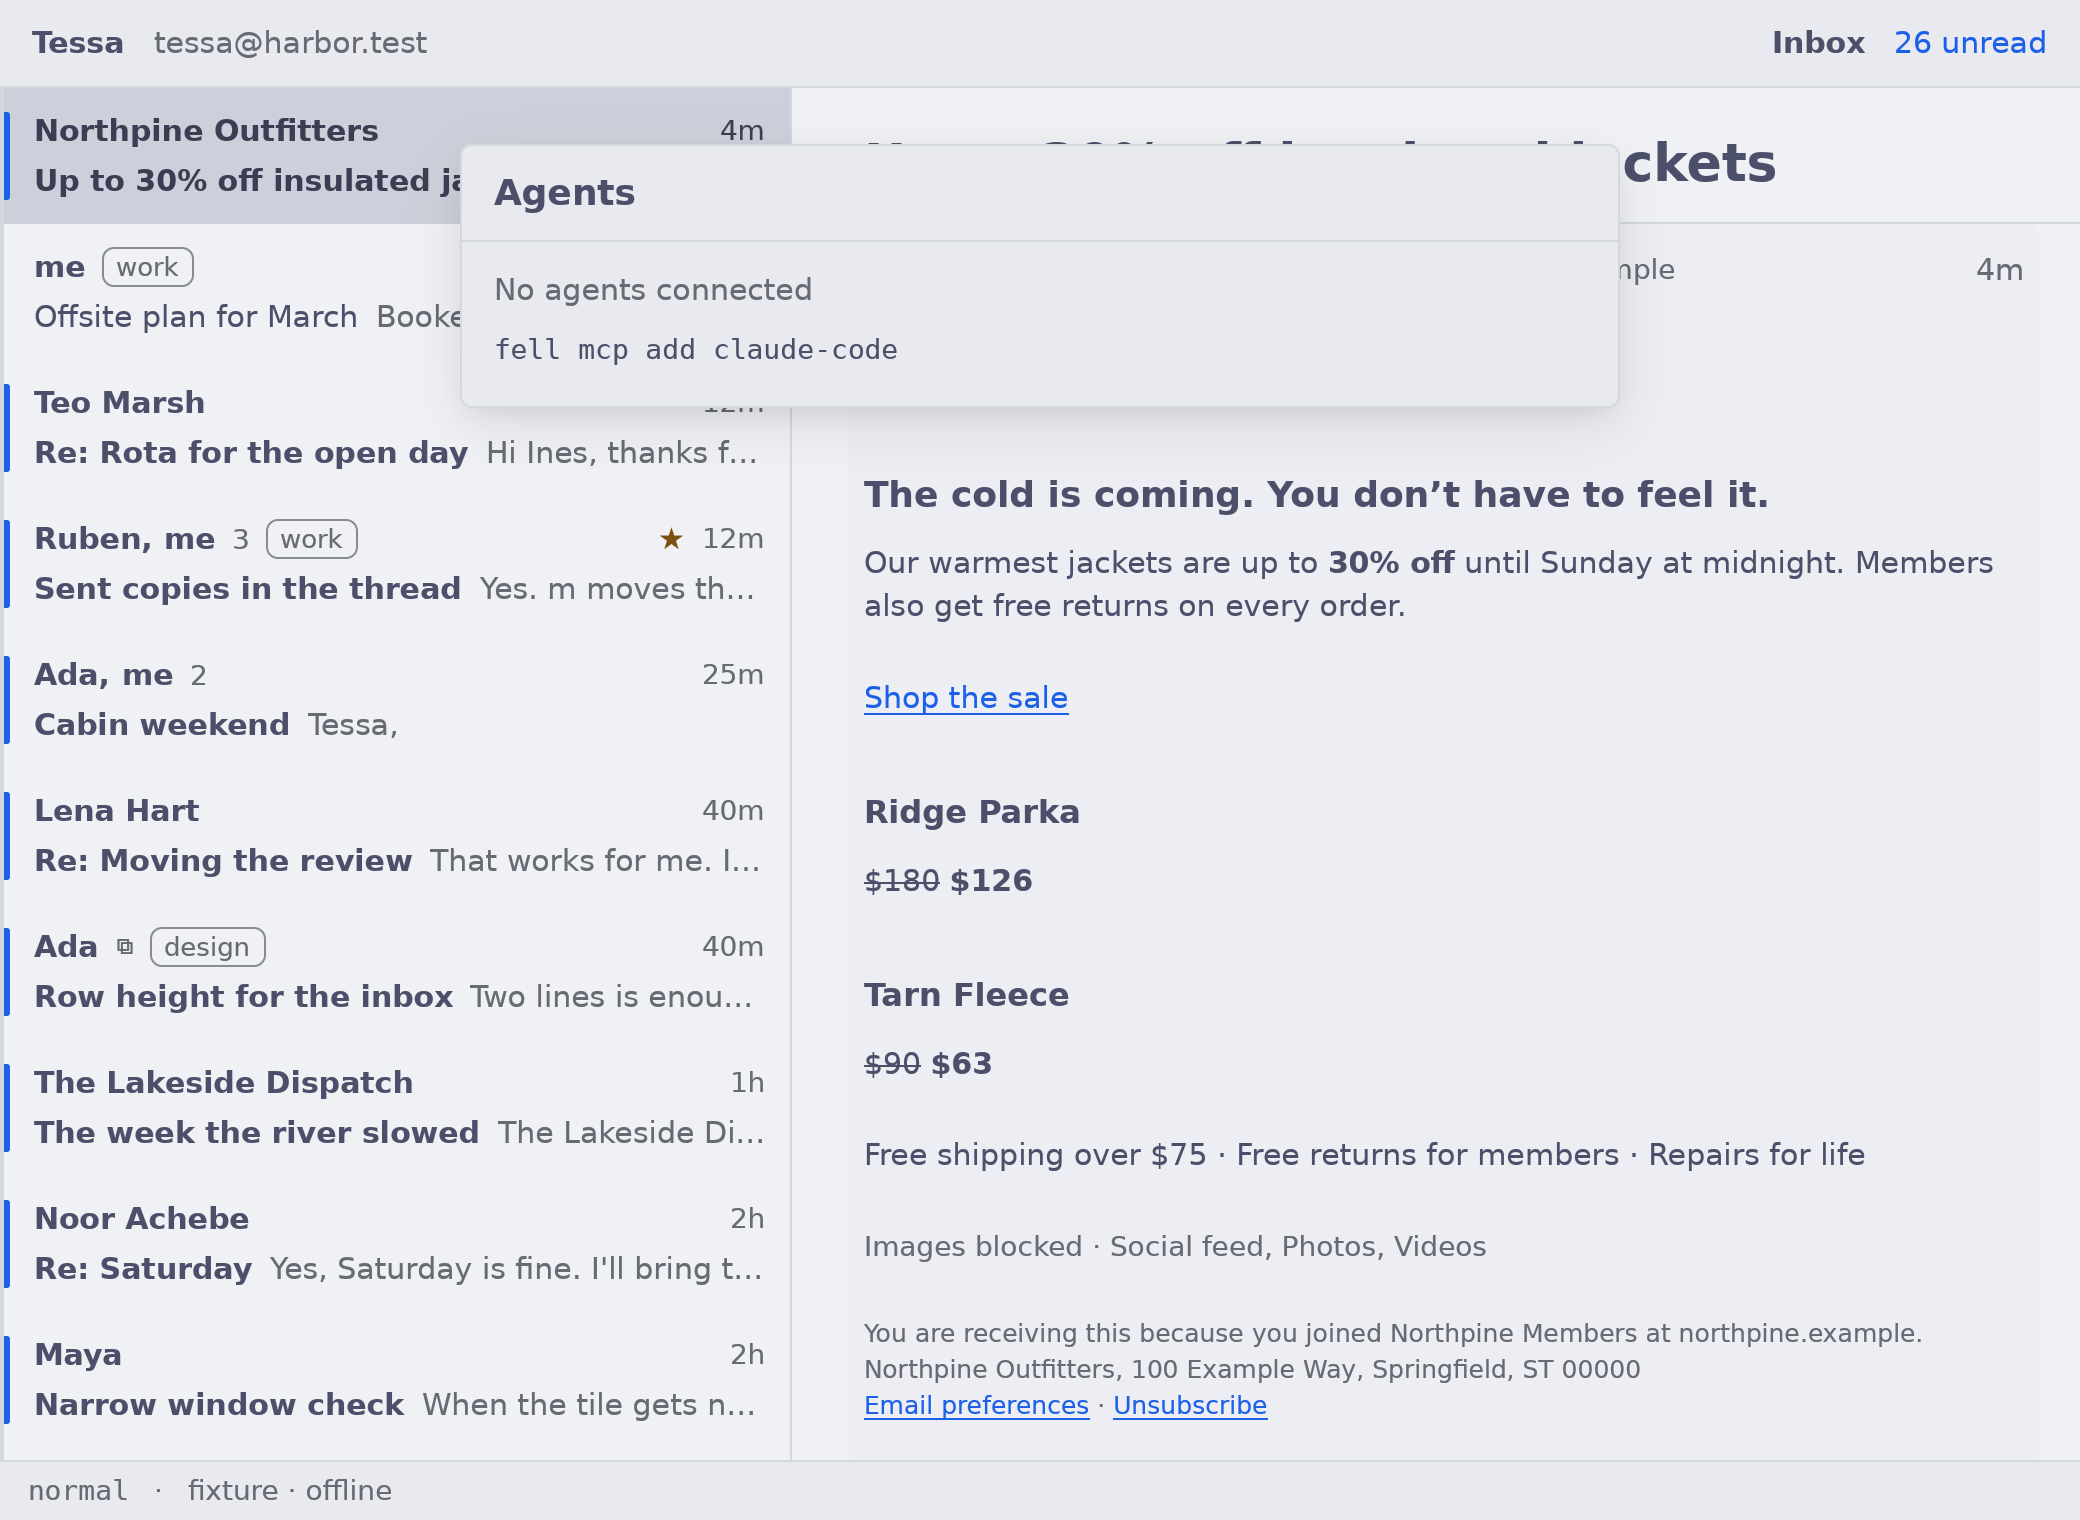 Tessa tessa@harbor.test
Inbox 26 unread
Northpine Outfitters 4m
Up to 30% off insulated
me work
Offsite plan for March
Teo Marsh
Re: Rota for the open day Hi Ines, thanks f…
Ruben, me 3 work ★ 12m
Sent copies in the thread Yes. m moves th…
Ada, me 2 25m
Cabin weekend Tessa,
Lena Hart 40m
Re: Moving the review That works for me. I…
Ada design 40m
Row height for the inbox Two lines is enou…
The Lakeside Dispatch 1h
The week the river slowed The Lakeside Di…
Noor Achebe 2h
Re: Saturday Yes, Saturday is fine. I'll bring t…
Maya 2h
Narrow window check When the tile gets n…
Agents
No agents connected
fell mcp add claude-code
4m
The cold is coming. You don’t have to feel it.
Our warmest jackets are up to 30% off until Sunday at midnight. Members
also get free returns on every order.
Shop the sale
Ridge Parka
$180 $126
Tarn Fleece
$90 $63
Free shipping over $75 · Free returns for members · Repairs for life
Images blocked · Social feed, Photos, Videos
You are receiving this because you joined Northpine Members at northpine.example.
Northpine Outfitters, 100 Example Way, Springfield, ST 00000
Email preferences · Unsubscribe
normal · fixture · offline